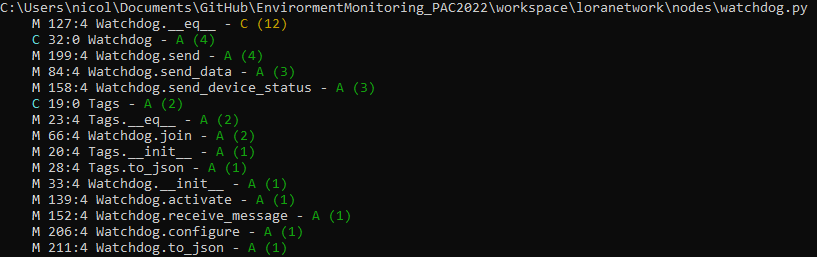 C:\Users\nicol\Documents\GitHub\EnvirormentMonitoring_PAC2022\workspace\loranetwork\nodes\watchdog.py
M 127:4 Watchdog.__eq__ - C (12)
C 32:0 Watchdog - A (4)
M 199:4 Watchdog.send - A (4)
M 84:4 Watchdog.send_data - A (3)
M 158:4 Watchdog.send_device_status - A (3)
C 19:0 Tags - A (2)
M 23:4 Tags.__eq__ - A (2)
M 66:4 Watchdog.join - A (2)
M 20:4 Tags.__init__ - A (1)
M 28:4 Tags.to_json - A (1)
M 33:4 Watchdog.__init__ - A (1)
M 139:4 Watchdog.activate - A (1)
M 152:4 Watchdog.receive_message - A (1)
M 206:4 Watchdog.configure - A (1)
M 211:4 Watchdog.to_json - A (1)